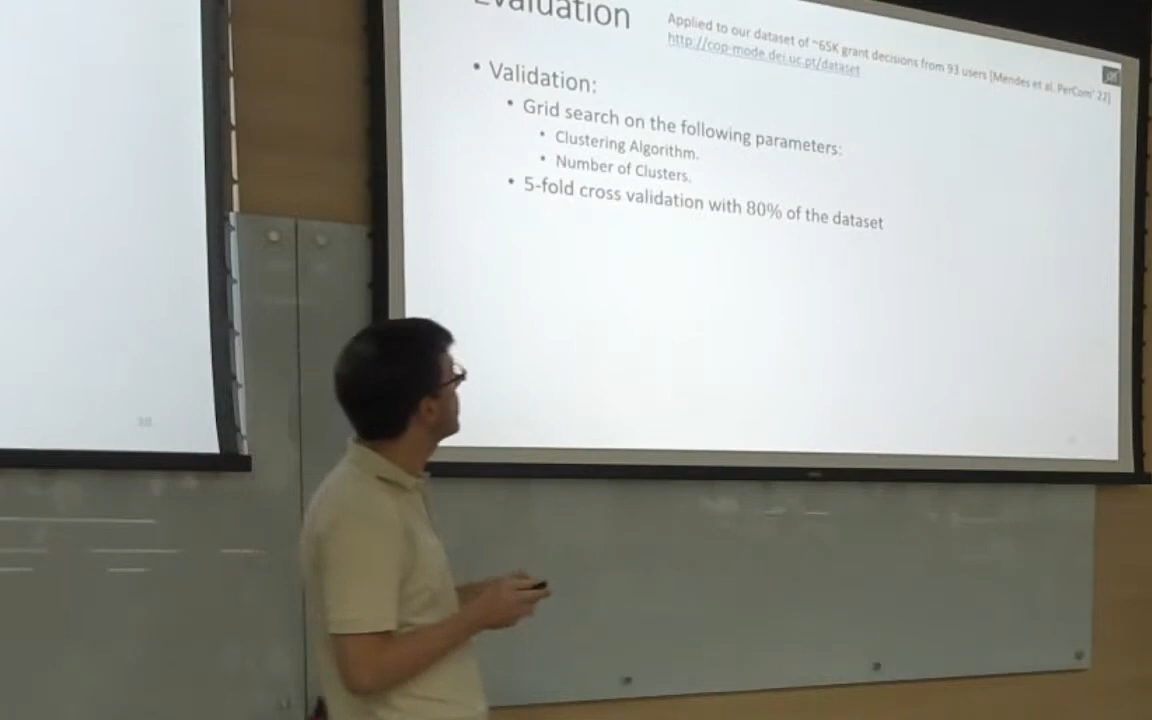 Evaluation
Applied to our dataset of ~65K grant decisions from 93 users [Mendes et al. PerCom' 22]
http://cop-mode.dei.uc.pt/dataset
• Validation:
• Grid search on the following parameters:
• Clustering Algorithm.
• Number of Clusters.
• 5-fold cross validation with 80% of the dataset